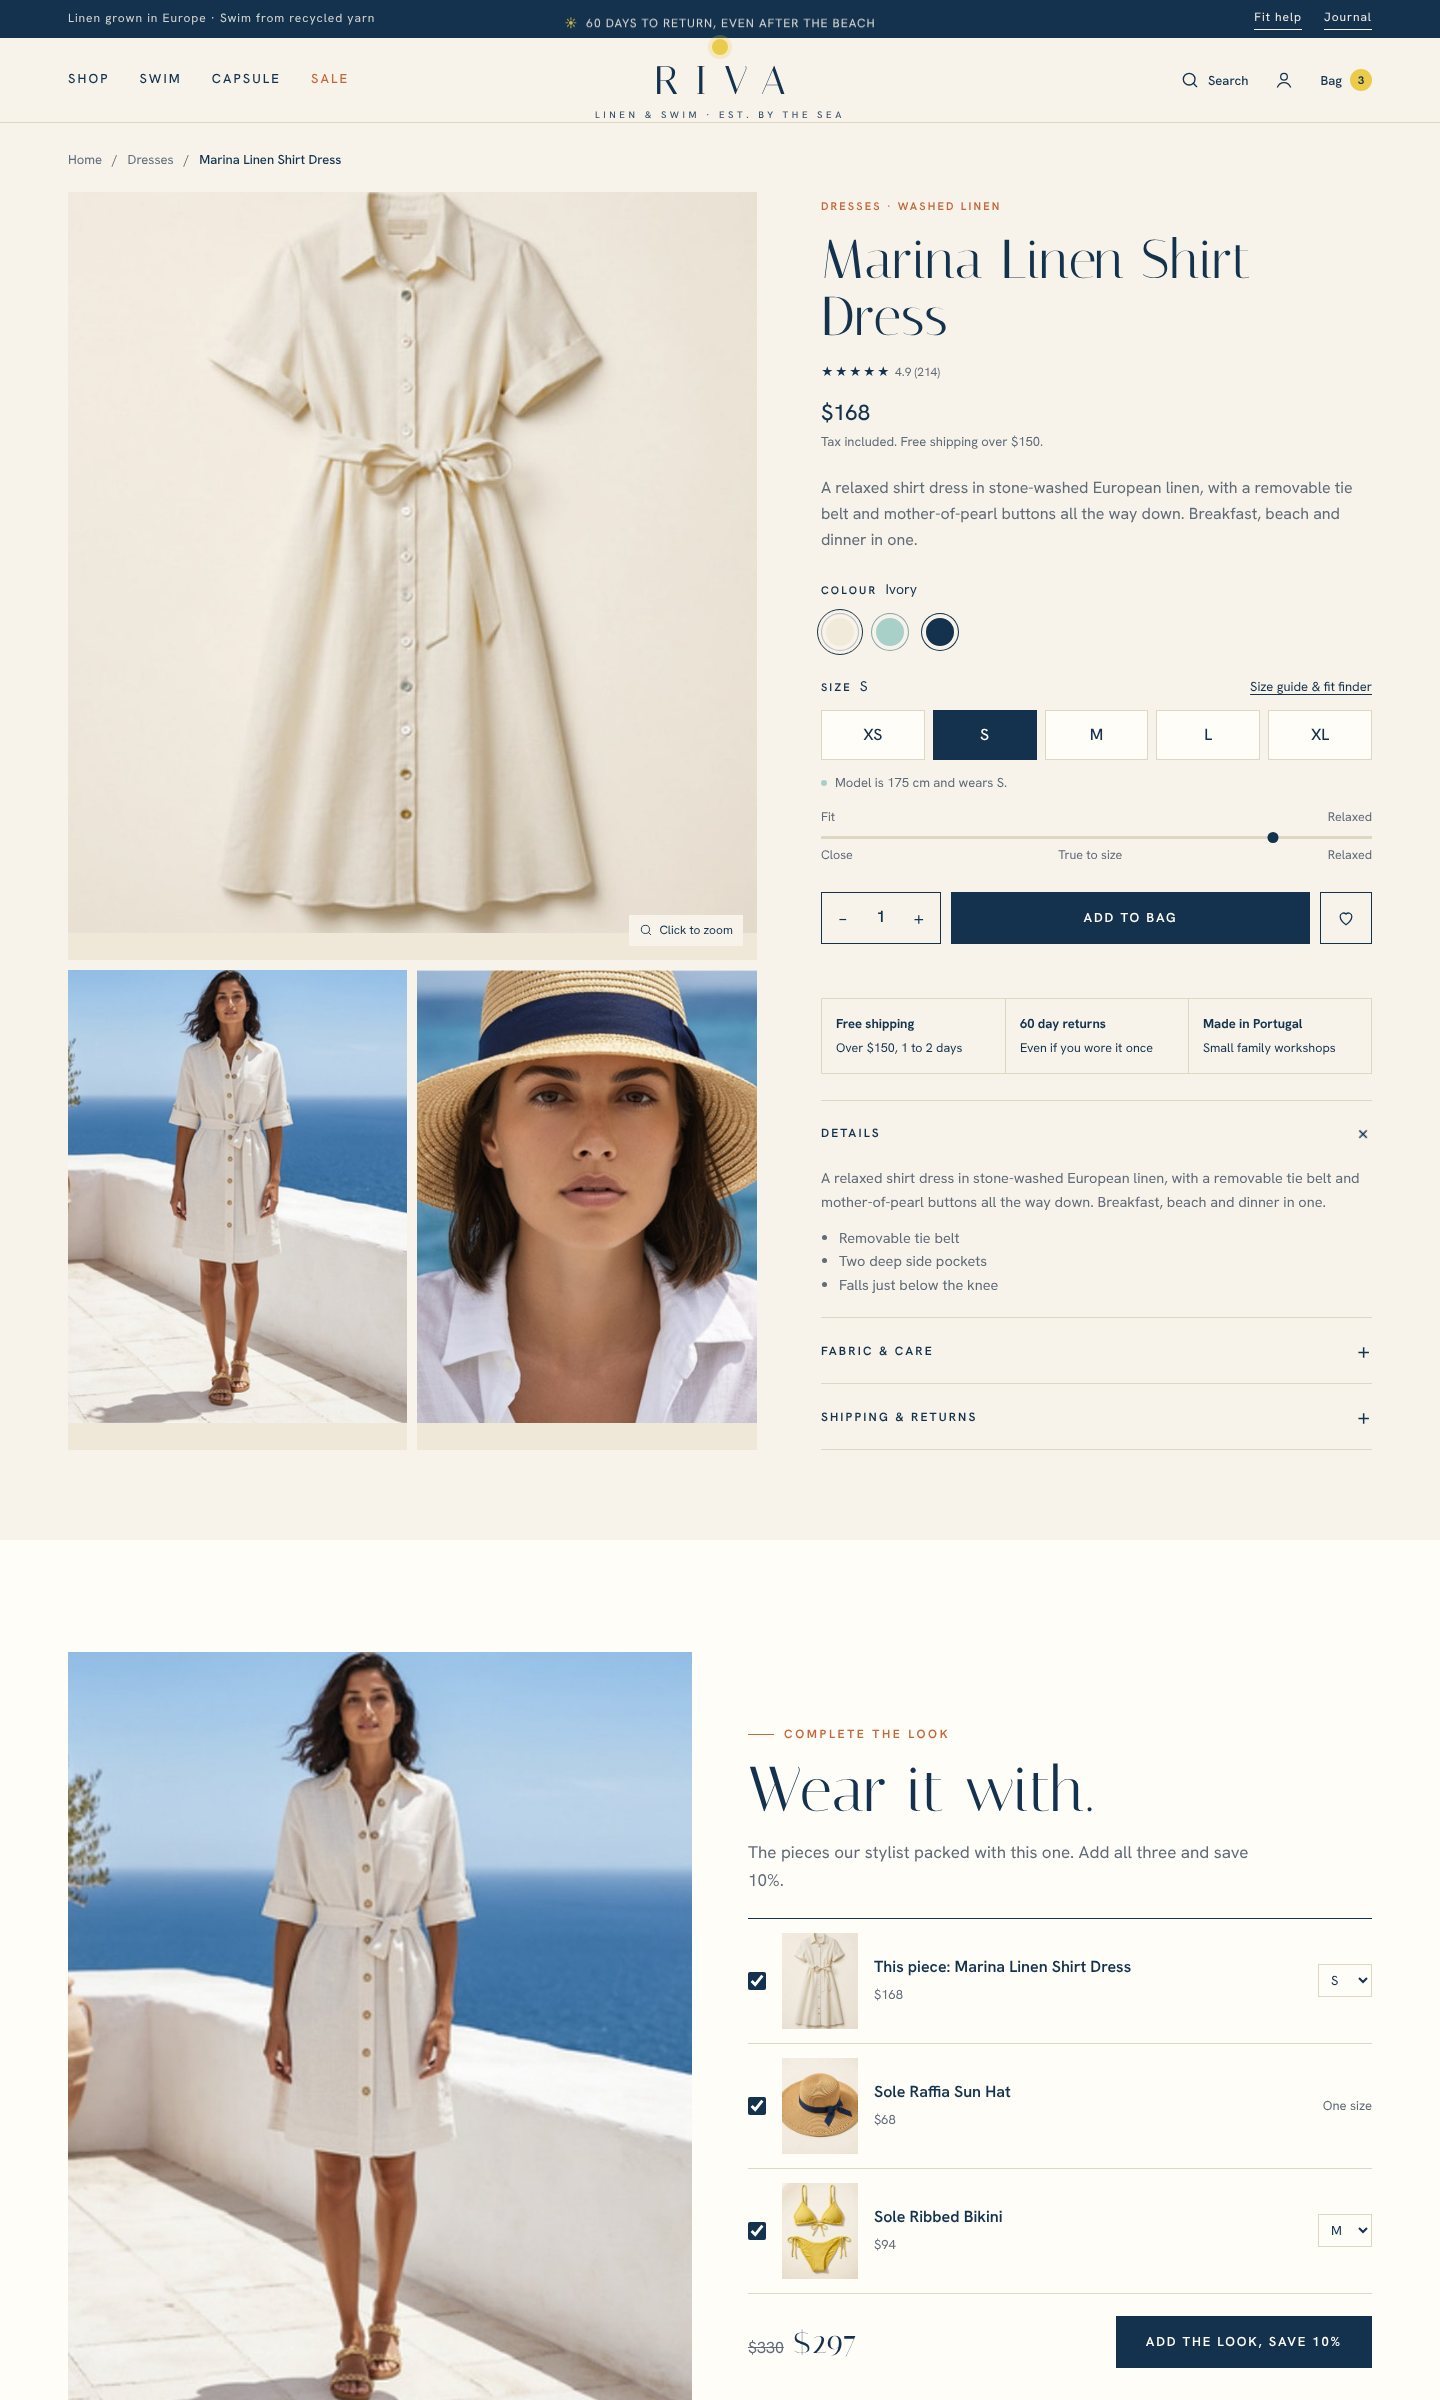 Linen grown in Europe · Swim from recycled yarn
60 DAYS TO RETURN, EVEN AFTER THE BEACH
Fit help
Journal
SHOP
SWIM
CAPSULE
SALE
RIVA
LINEN & SWIM · EST. BY THE SEA
Search
Bag
3
Home / Dresses / Marina Linen Shirt Dress
Click to zoom
DRESSES · WASHED LINEN
Marina Linen Shirt
Dress
★★★★★ 4.9 (214)
$168
Tax included. Free shipping over $150.
A relaxed shirt dress in stone-washed European linen, with a removable tie
belt and mother-of-pearl buttons all the way down. Breakfast, beach and
dinner in one.
COLOUR Ivory
SIZE S
Size guide & fit finder
XS
S
M
L
XL
Model is 175 cm and wears S.
Fit
Relaxed
Close
True to size
Relaxed
− 1 +
ADD TO BAG
Free shipping
Over $150, 1 to 2 days
60 day returns
Even if you wore it once
Made in Portugal
Small family workshops
DETAILS
A relaxed shirt dress in stone-washed European linen, with a removable tie belt and
mother-of-pearl buttons all the way down. Breakfast, beach and dinner in one.
• Removable tie belt
• Two deep side pockets
• Falls just below the knee
FABRIC & CARE
SHIPPING & RETURNS
COMPLETE THE LOOK
Wear it with.
The pieces our stylist packed with this one. Add all three and save
10%.
This piece: Marina Linen Shirt Dress
$168
S
Sole Raffia Sun Hat
$68
One size
Sole Ribbed Bikini
$94
M
$330 $297
ADD THE LOOK, SAVE 10%